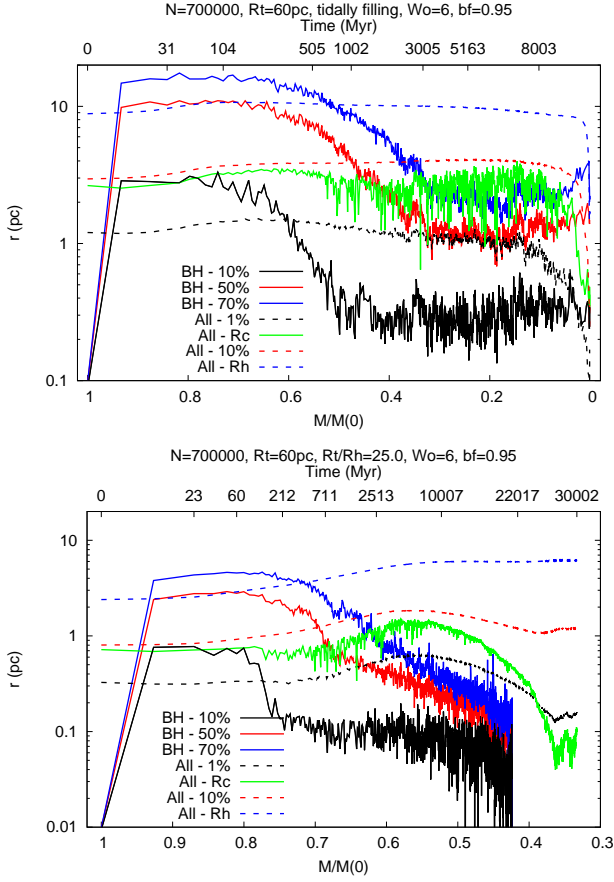 N=700000, Rt=60pc, tidally filling, Wo=6, bf=0.95
Time (Myr)
0 31 104 505 1002 3005 5163 8003
r (pc)
10
1
0.1
BH - 10%
BH - 50%
BH - 70%
All - 1%
All - Rc
All - 10%
All - Rh
1 0.8 0.6 0.4 0.2 0
M/M(0)
N=700000, Rt=60pc, Rt/Rh=25.0, Wo=6, bf=0.95
Time (Myr)
0 23 60 212 711 2513 10007 22017 30002
r (pc)
10
1
0.1
0.01
BH - 10%
BH - 50%
BH - 70%
All - 1%
All - Rc
All - 10%
All - Rh
1 0.9 0.8 0.7 0.6 0.5 0.4 0.3
M/M(0)